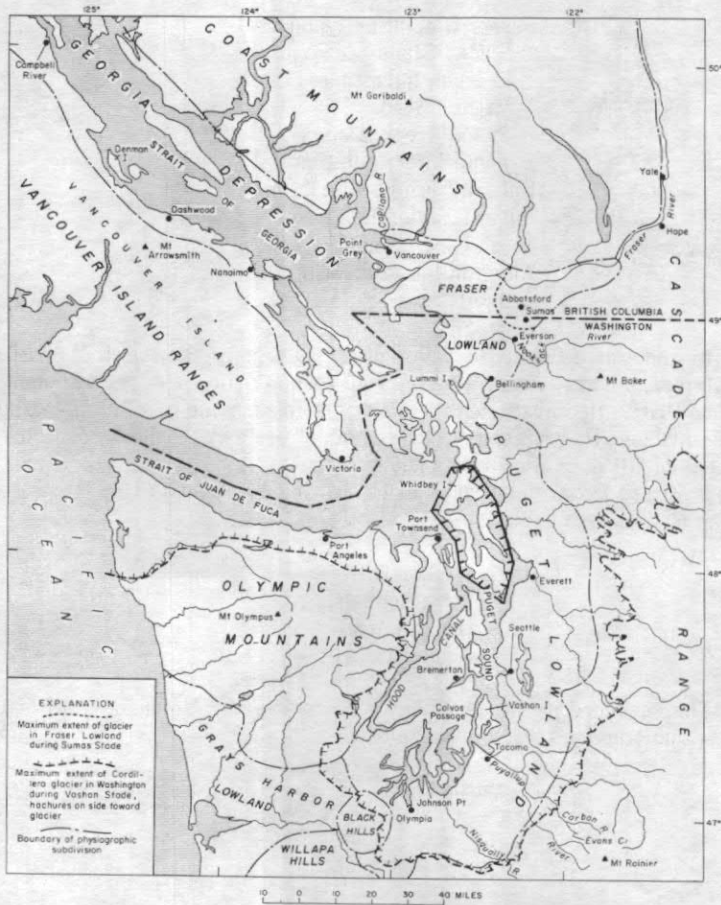 125°
124°
123°
122°
COAST MOUNTAINS
Campbell
River
GEORGIA DEPRESSION
Mt Garibaldi
50°
Denman
I
STRAIT OF GEORGIA
Capilano R
Yale
Dashwood
Fraser River
Hope
VANCOUVER ISLAND
VANCOUVER ISLAND RANGES
Mt
Arrowsmith
Point
Grey
Vancouver
Nanaimo
FRASER
Abbotsford
Sumas
BRITISH COLUMBIA
49°
WASHINGTON
LOWLAND
Everson
Nooksack
River
CASCADE RANGE
Lummi I
Bellingham
Mt Baker
PACIFIC OCEAN
Victoria
STRAIT OF JUAN DE FUCA
Whidbey I
PUGET LOWLAND
Port
Townsend
Port
Angeles
48°
OLYMPIC
MOUNTAINS
Everett
Mt Olympus
PUGET SOUND
Seattle
HOOD CANAL
Bremerton
Colvos
Passage
Vashon I
Tacoma
Puyallup
GRAYS HARBOR
LOWLAND
Johnson Pt
Olympia
BLACK
HILLS
WILLAPA
HILLS
Nisqually R
Carbon R
Evans Cr
River
47°
Mt Rainier
EXPLANATION
Maximum extent of glacier
in Fraser Lowland
during Sumas Stade
Maximum extent of Cordil-
lera glacier in Washington
during Vashon Stade,
hachures on side toward
glacier
Boundary of physiographic
subdivision
10 0 10 20 30 40 MILES